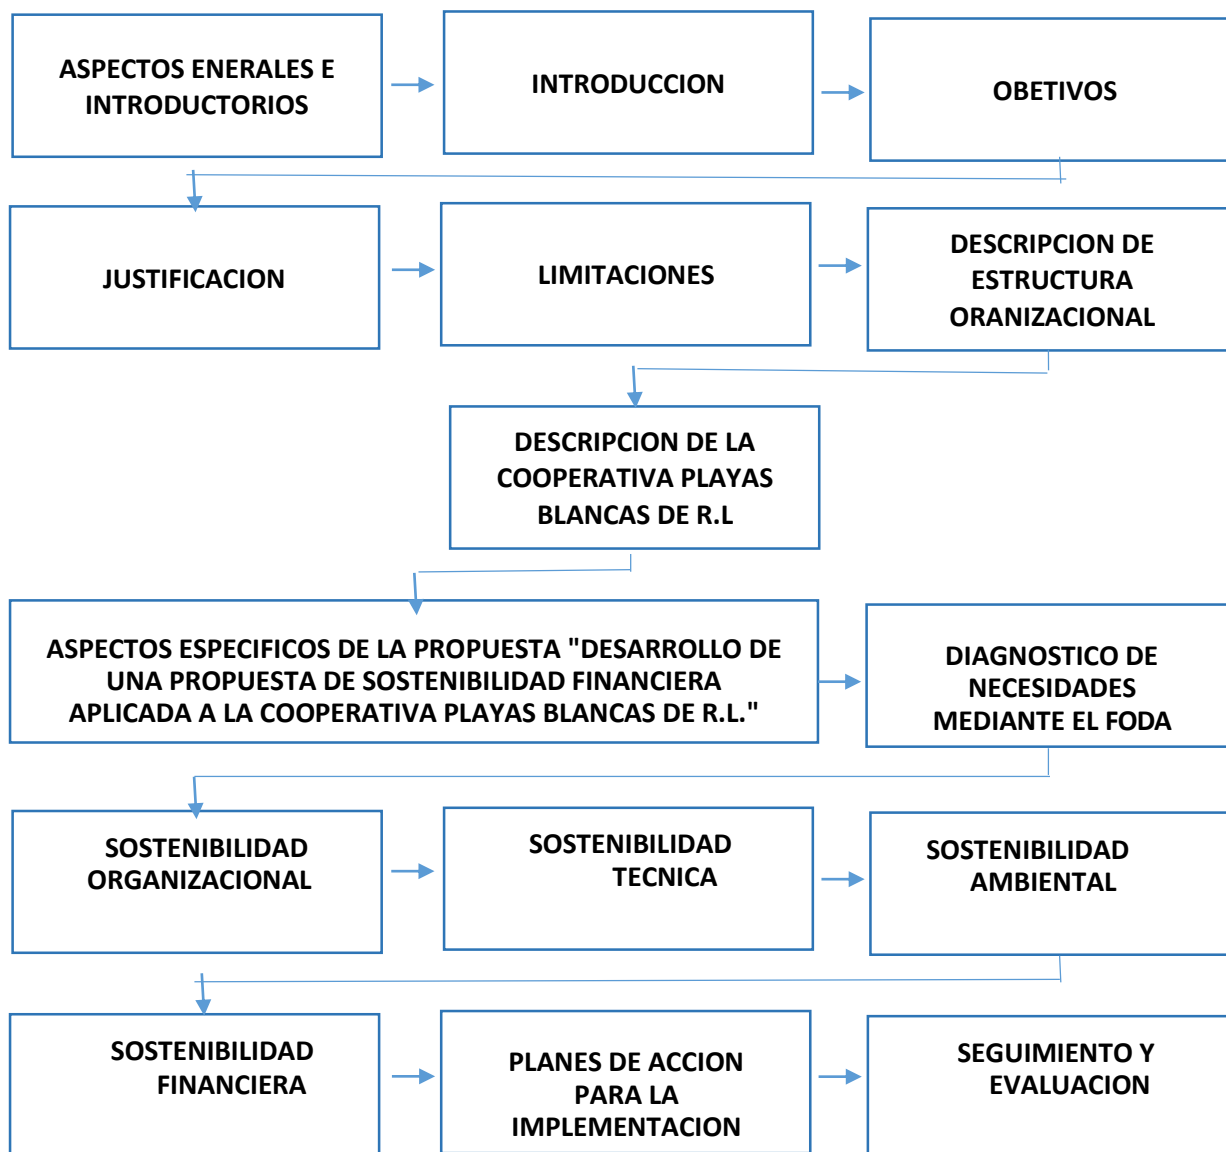 ASPECTOS ENERALES E
INTRODUCTORIOS
INTRODUCCION
OBETIVOS
JUSTIFICACION
LIMITACIONES
DESCRIPCION DE
ESTRUCTURA
ORANIZACIONAL
DESCRIPCION DE LA
COOPERATIVA PLAYAS
BLANCAS DE R.L
ASPECTOS ESPECIFICOS DE LA PROPUESTA "DESARROLLO DE
UNA PROPUESTA DE SOSTENIBILIDAD FINANCIERA
APLICADA A LA COOPERATIVA PLAYAS BLANCAS DE R.L."
DIAGNOSTICO DE
NECESIDADES
MEDIANTE EL FODA
SOSTENIBILIDAD
ORGANIZACIONAL
SOSTENIBILIDAD
TECNICA
SOSTENIBILIDAD
AMBIENTAL
SOSTENIBILIDAD
FINANCIERA
PLANES DE ACCION
PARA LA
IMPLEMENTACION
SEGUIMIENTO Y
EVALUACION